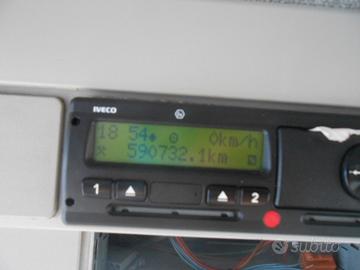 IVECO
18 54 0km/h
590732.1km
1 2
subito